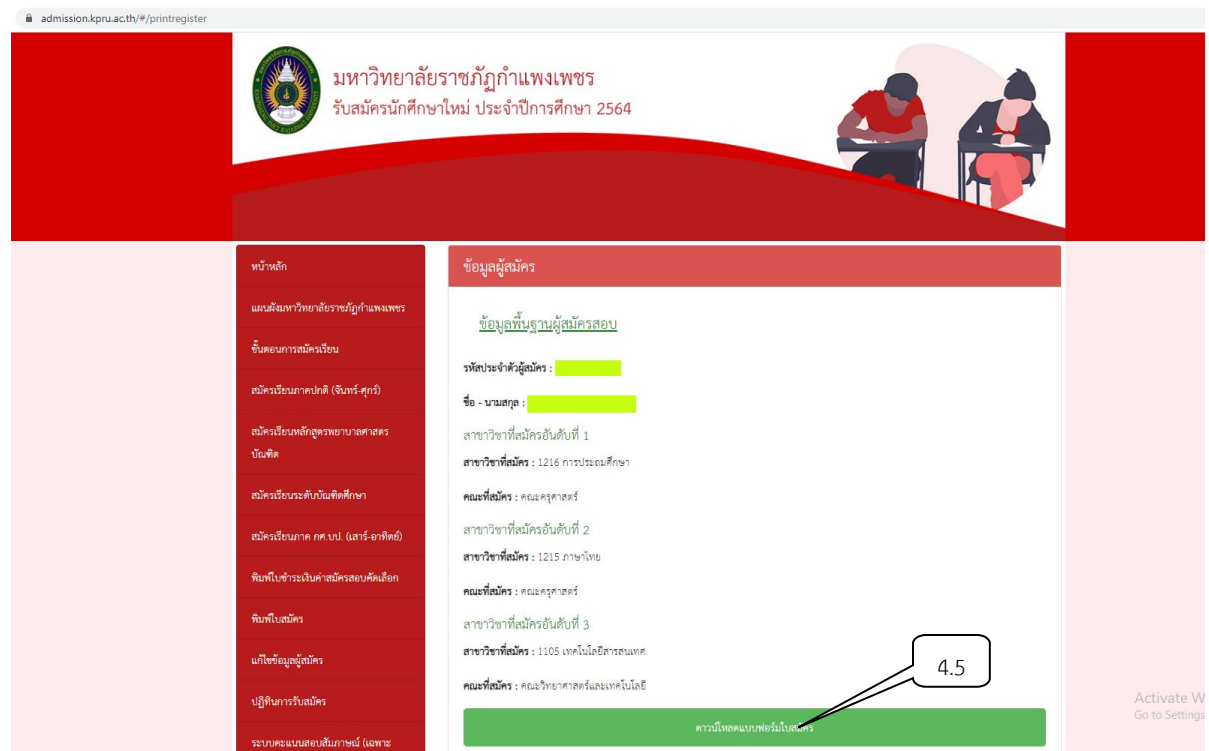 admission.kpru.ac.th/#/printregister
มหาวิทยาลัยราชภัฏกำแพงเพชร
รับสมัครนักศึกษาใหม่ ประจำปีการศึกษา 2564
หน้าหลัก
แผนผังมหาวิทยาลัยราชภัฏกำแพงเพชร
ขั้นตอนการสมัครเรียน
สมัครเรียนภาคปกติ (จันทร์-ศุกร์)
สมัครเรียนหลักสูตรพยาบาลศาสตร
บัณฑิต
สมัครเรียนระดับบัณฑิตศึกษา
สมัครเรียนภาค กศ.บป. (เสาร์-อาทิตย์)
พิมพ์ใบชำระเงินค่าสมัครสอบคัดเลือก
พิมพ์ใบสมัคร
แก้ไขข้อมูลผู้สมัคร
ปฏิทินการรับสมัคร
ระบบคะแนนสอบสัมภาษณ์ (เฉพาะ
ข้อมูลผู้สมัคร
ข้อมูลพื้นฐานผู้สมัครสอบ
รหัสประจำตัวผู้สมัคร :
ชื่อ - นามสกุล :
สาขาวิชาที่สมัครอันดับที่ 1
สาขาวิชาที่สมัคร : 1216 การประถมศึกษา
คณะที่สมัคร : คณะครุศาสตร์
สาขาวิชาที่สมัครอันดับที่ 2
สาขาวิชาที่สมัคร : 1215 ภาษาไทย
คณะที่สมัคร : คณะครุศาสตร์
สาขาวิชาที่สมัครอันดับที่ 3
สาขาวิชาที่สมัคร : 1105 เทคโนโลยีสารสนเทศ
คณะที่สมัคร : คณะวิทยาศาสตร์และเทคโนโลยี
4.5
ดาวน์โหลดแบบฟอร์มใบสมัคร
Activate W
Go to Settings